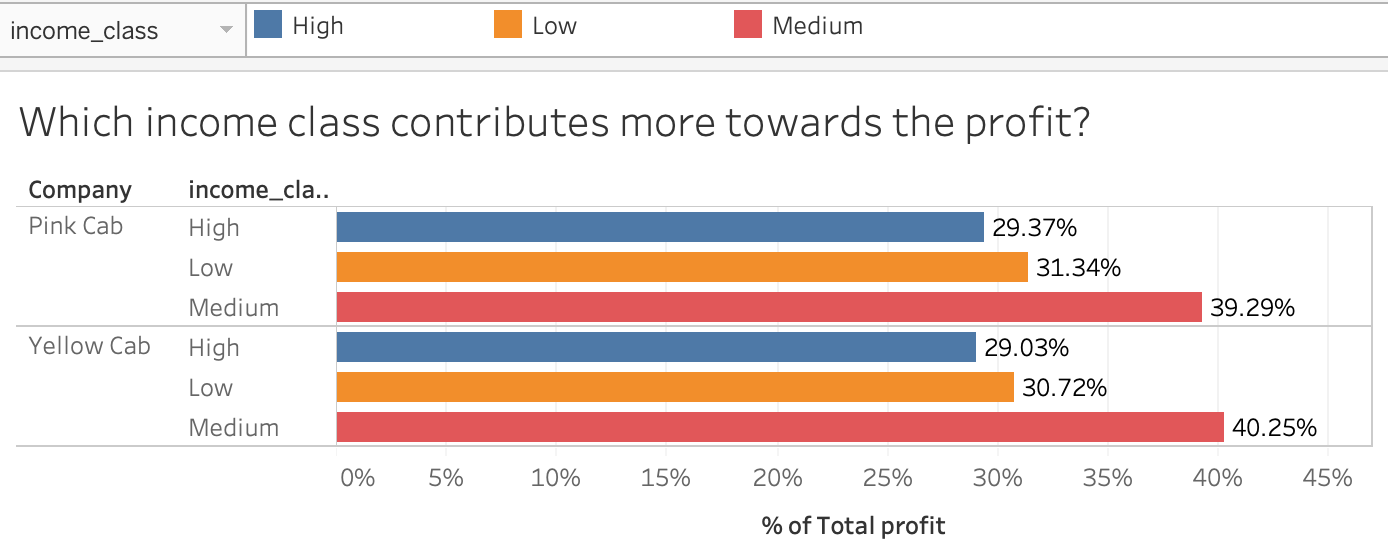 income_class High Low Medium
Which income class contributes more towards the profit?
Company income_cla..
Pink Cab High 29.37%
Low 31.34%
Medium 39.29%
Yellow Cab High 29.03%
Low 30.72%
Medium 40.25%
0% 5% 10% 15% 20% 25% 30% 35% 40% 45%
% of Total profit